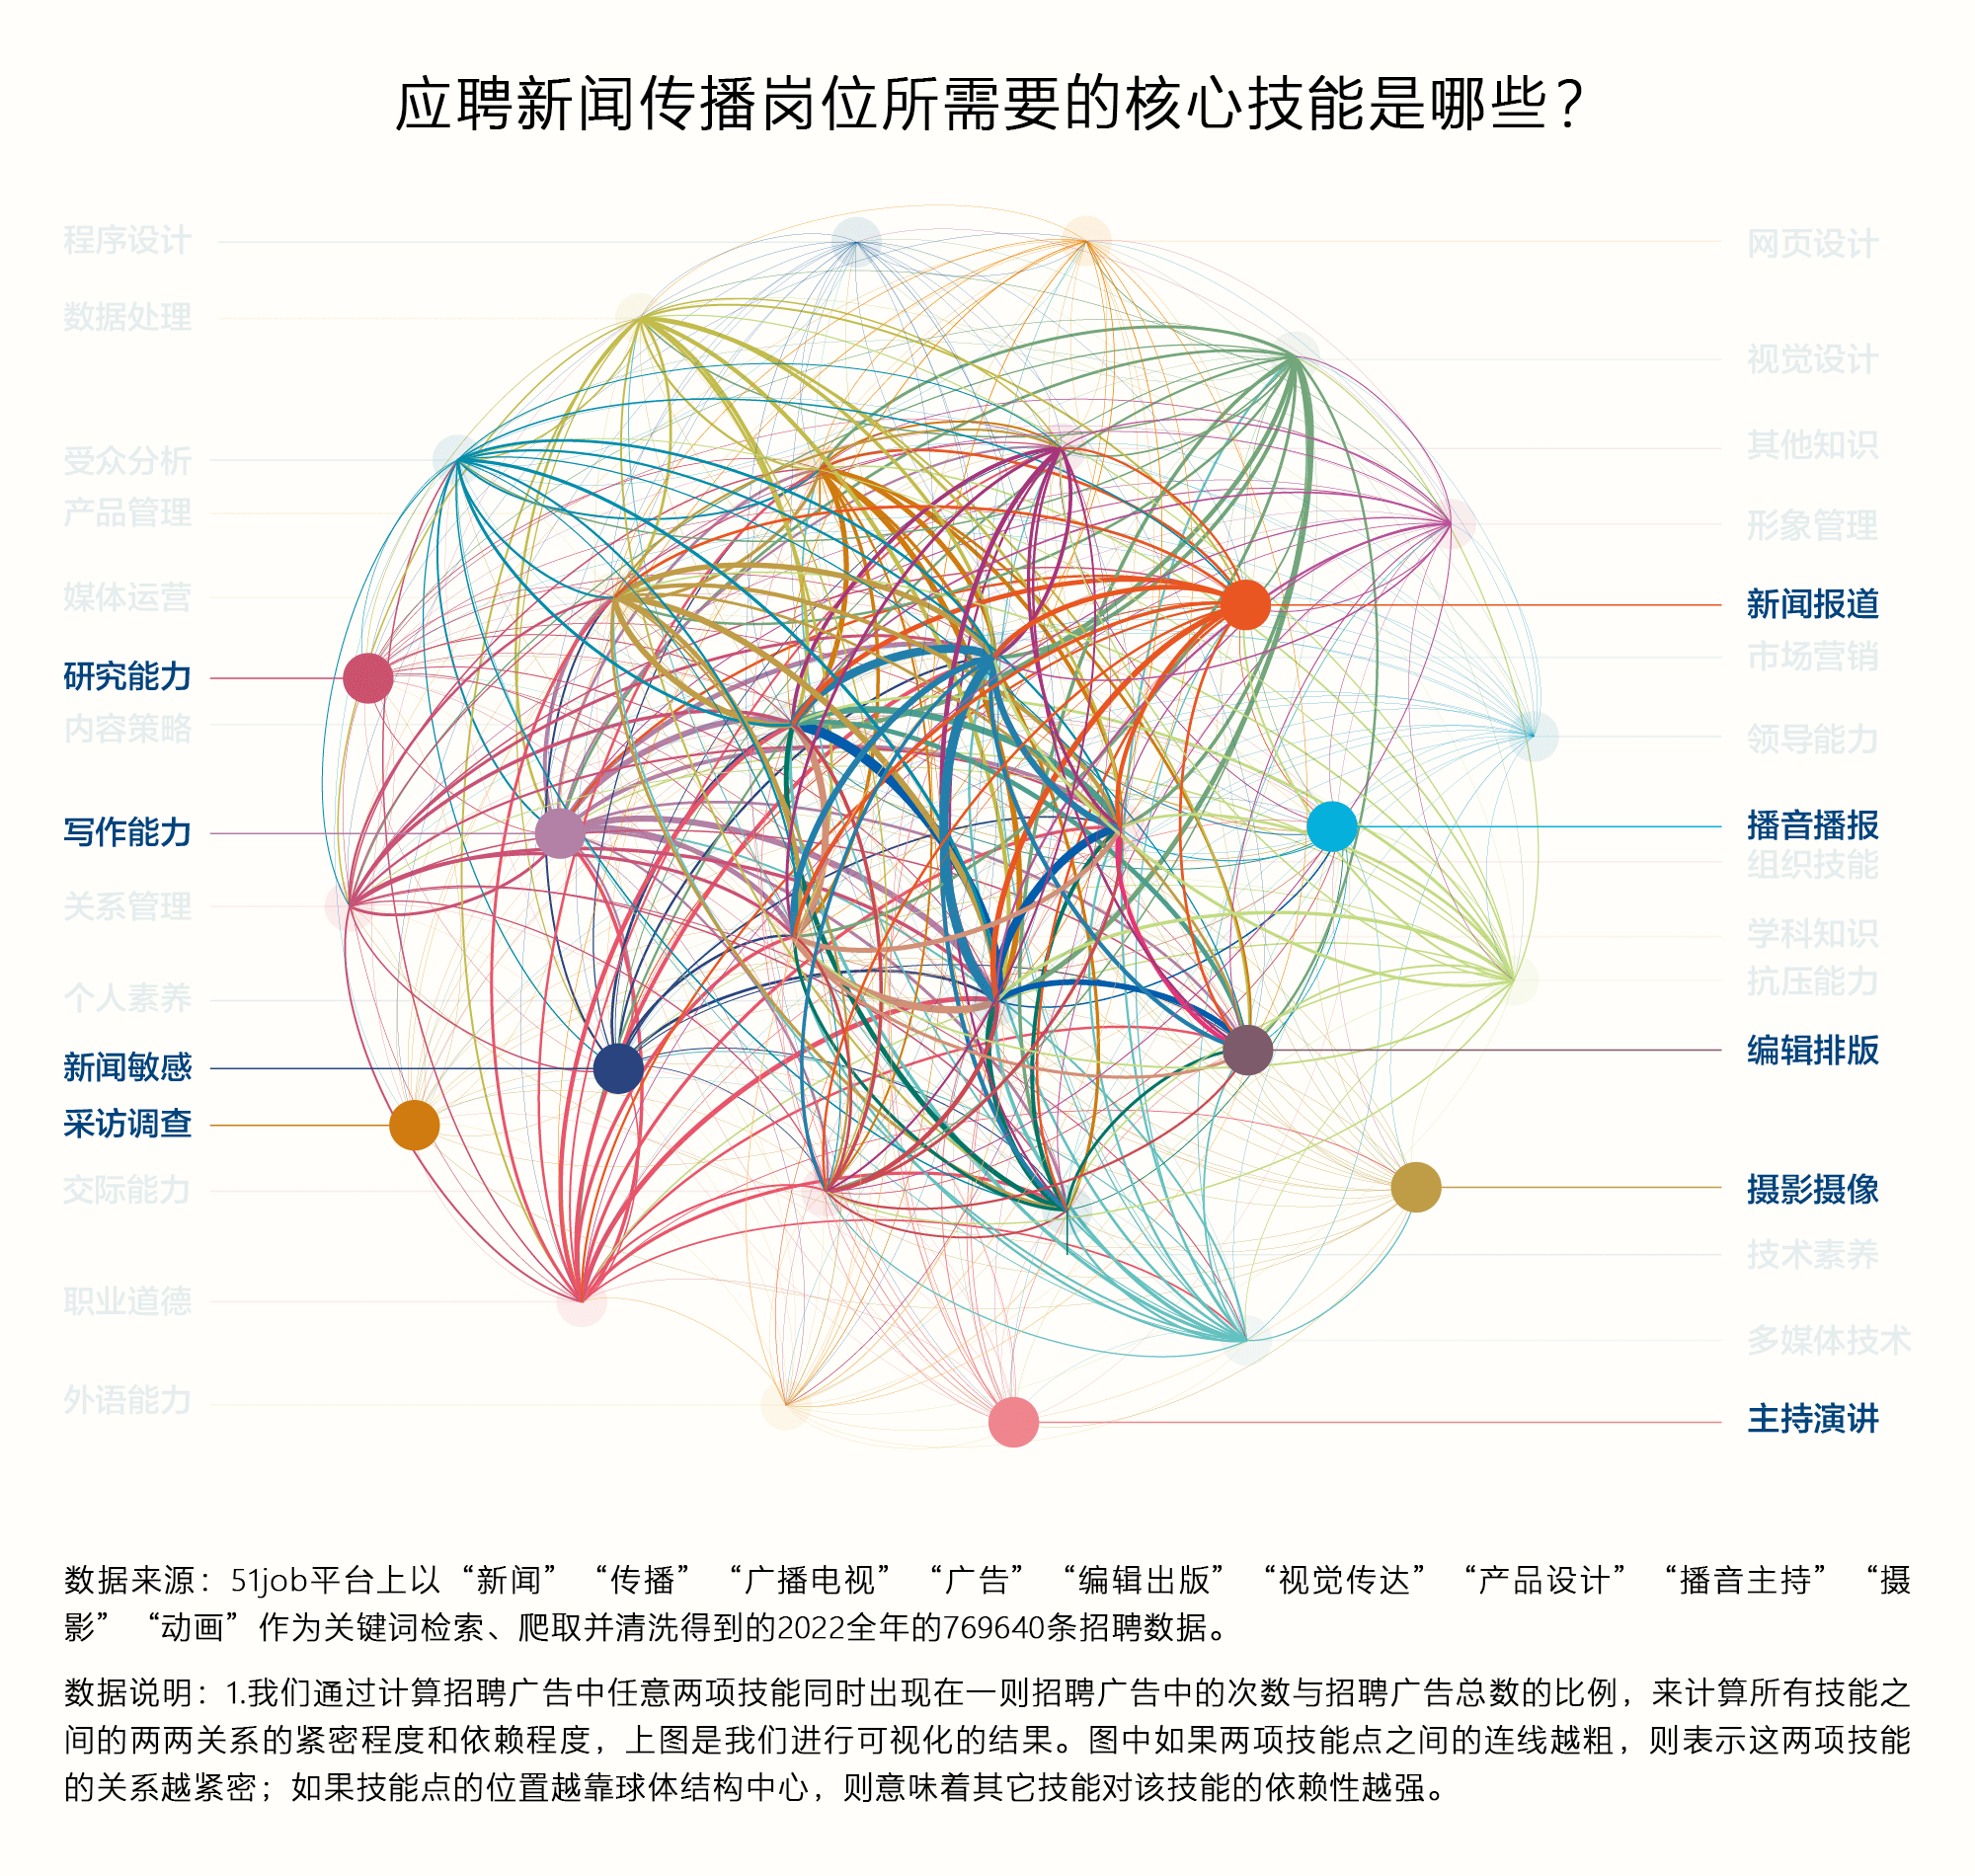 应聘新闻传播岗位所需要的核心技能是哪些？
程序设计
数据处理
受众分析
产品管理
媒体运营
研究能力
内容策略
写作能力
关系管理
个人素养
新闻敏感
采访调查
交际能力
职业道德
外语能力
网页设计
视觉设计
其他知识
形象管理
新闻报道
市场营销
领导能力
播音播报
组织技能
学科知识
抗压能力
编辑排版
摄影摄像
技术素养
多媒体技术
主持演讲
数据来源：51job平台上以“新闻”“传播”“广播电视”“广告”“编辑出版”“视觉传达”“产品设计”“播音主持”“摄
影”“动画”作为关键词检索、爬取并清洗得到的2022全年的769640条招聘数据。
数据说明：1.我们通过计算招聘广告中任意两项技能同时出现在一则招聘广告中的次数与招聘广告总数的比例，来计算所有技能之
间的两两关系的紧密程度和依赖程度，上图是我们进行可视化的结果。图中如果两项技能点之间的连线越粗，则表示这两项技能
的关系越紧密；如果技能点的位置越靠球体结构中心，则意味着其它技能对该技能的依赖性越强。